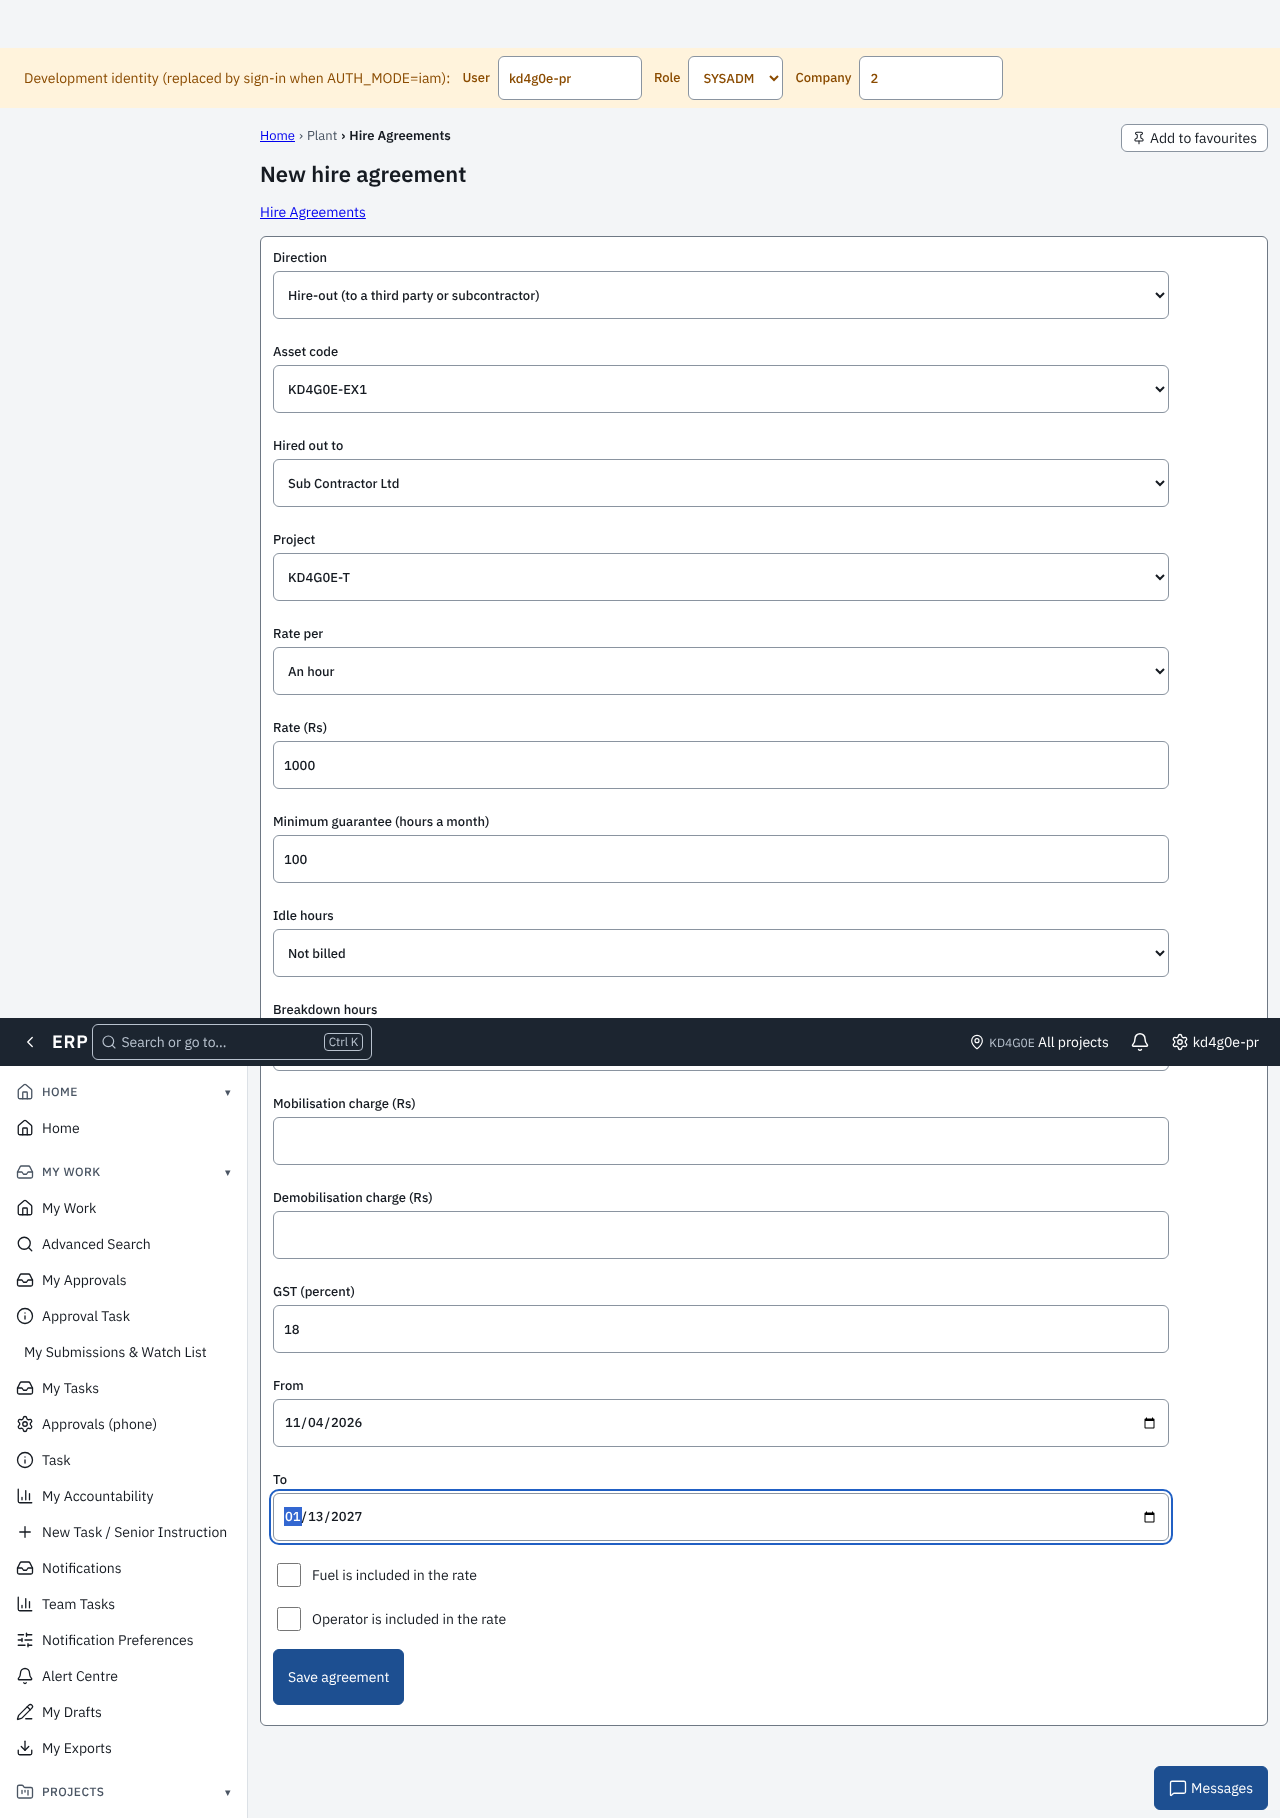 Development identity (replaced by sign-in when AUTH_MODE=iam): User kd4g0e-pr Role SYSADM Company 2
Home › Plant › Hire Agreements
Add to favourites
New hire agreement
Hire Agreements
Direction
Hire-out (to a third party or subcontractor)
Asset code
KD4G0E-EX1
Hired out to
Sub Contractor Ltd
Project
KD4G0E-T
Rate per
An hour
Rate (Rs)
1000
Minimum guarantee (hours a month)
100
Idle hours
Not billed
Breakdown hours
ERP Search or go to... Ctrl K KD4G0E All projects kd4g0e-pr
HOME
Home
MY WORK
My Work
Advanced Search
My Approvals
Approval Task
My Submissions & Watch List
My Tasks
Approvals (phone)
Task
My Accountability
New Task / Senior Instruction
Notifications
Team Tasks
Notification Preferences
Alert Centre
My Drafts
My Exports
PROJECTS
Mobilisation charge (Rs)
Demobilisation charge (Rs)
GST (percent)
18
From
11/04/2026
To
01/13/2027
Fuel is included in the rate
Operator is included in the rate
Save agreement
Messages